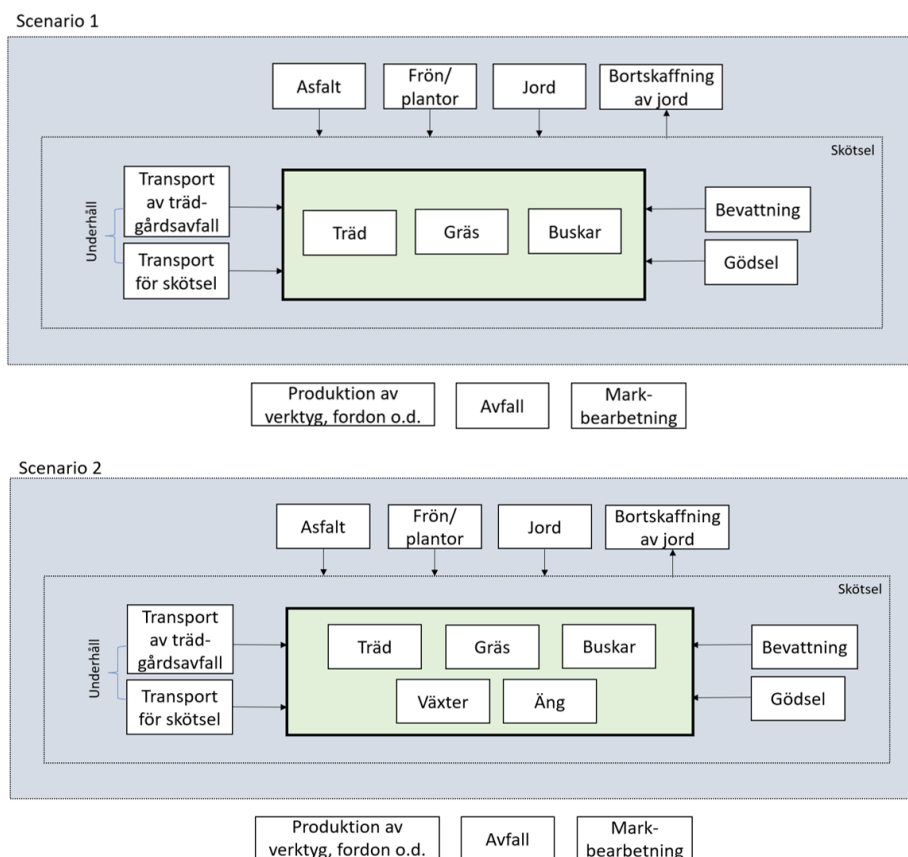 Scenario 1
Asfalt
Frön/
plantor
Jord
Bortskaffning
av jord
Skötsel
Underhåll
Transport
av träd-
gårdsavfall
Transport
för skötsel
Träd
Gräs
Buskar
Bevattning
Gödsel
Produktion av
verktyg, fordon o.d.
Avfall
Mark-
bearbetning
Scenario 2
Asfalt
Frön/
plantor
Jord
Bortskaffning
av jord
Skötsel
Underhåll
Transport
av träd-
gårdsavfall
Transport
för skötsel
Träd
Gräs
Buskar
Växter
Äng
Bevattning
Gödsel
Produktion av
verktyg, fordon o.d.
Avfall
Mark-
bearbetning